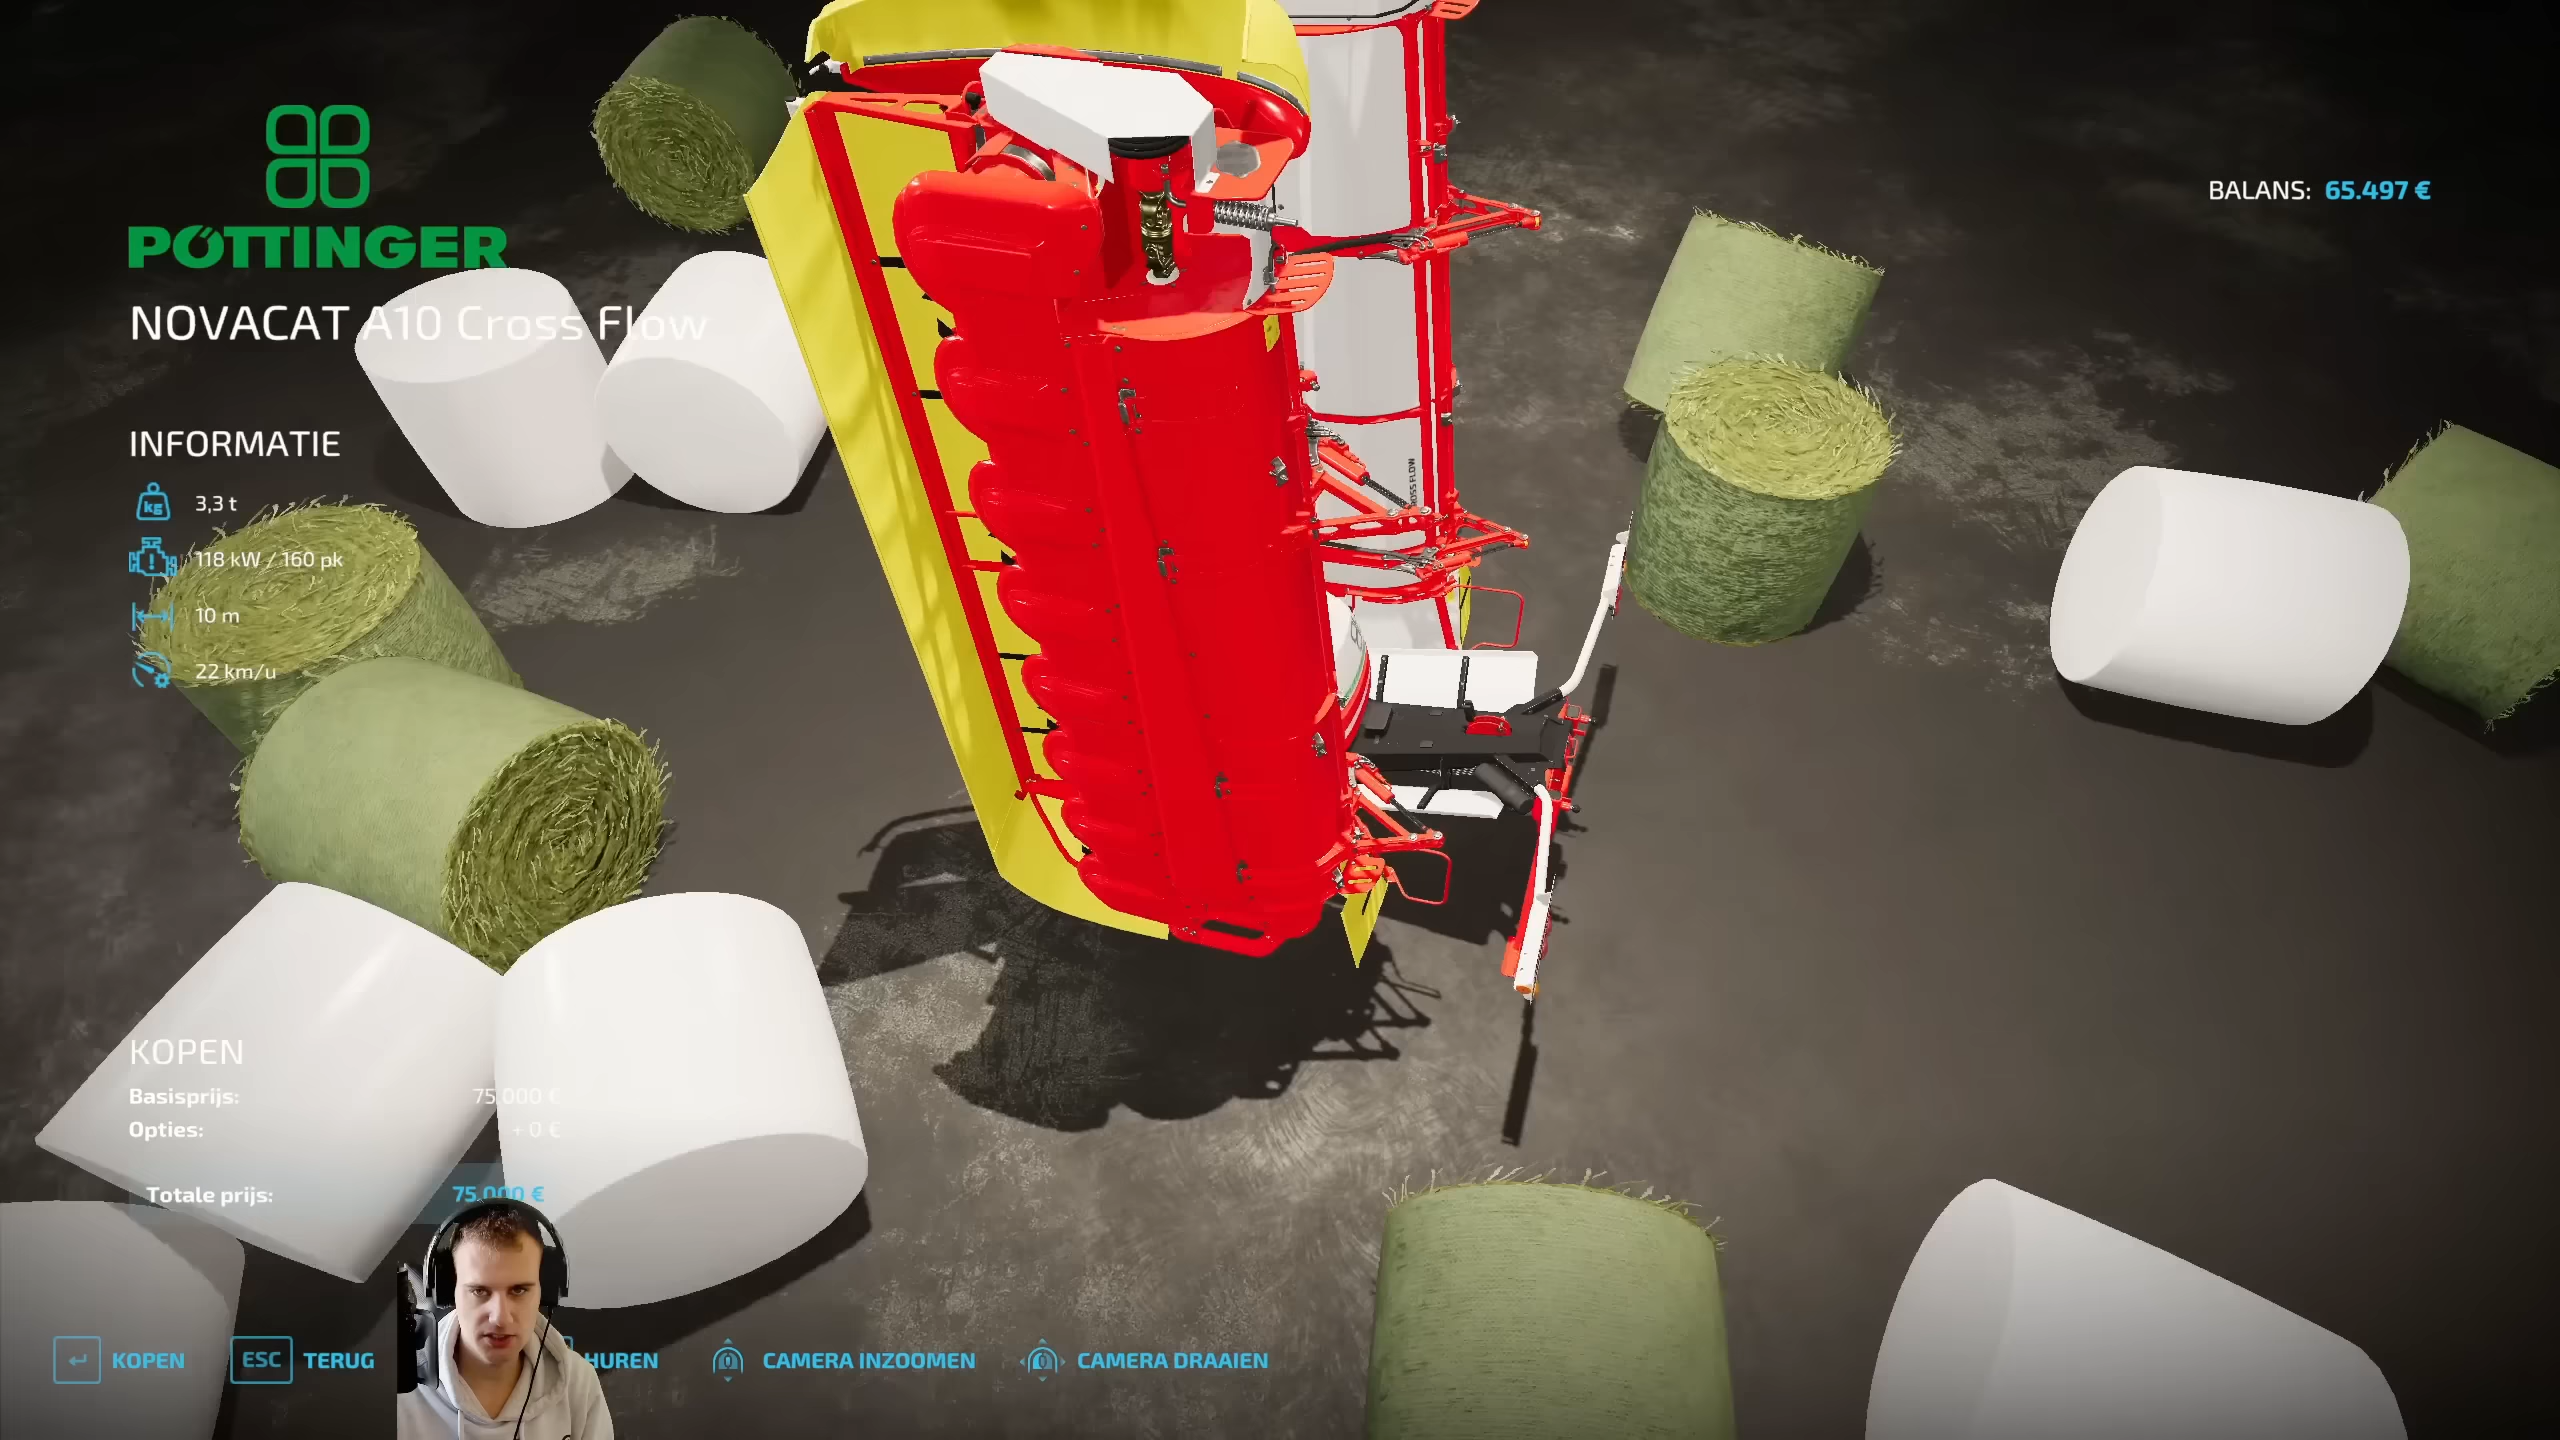 PÖTTINGER
NOVACAT A10 Cross Flow
BALANS: 65.497 €
INFORMATIE
kg 3,3 t
118 kW / 160 pk
10 m
22 km/u
KOPEN
Basisprijs: 75.000 €
Opties: + 0 €
Totale prijs: 75.000 €
KOPEN ESC TERUG HUREN CAMERA INZOOMEN CAMERA DRAAIEN